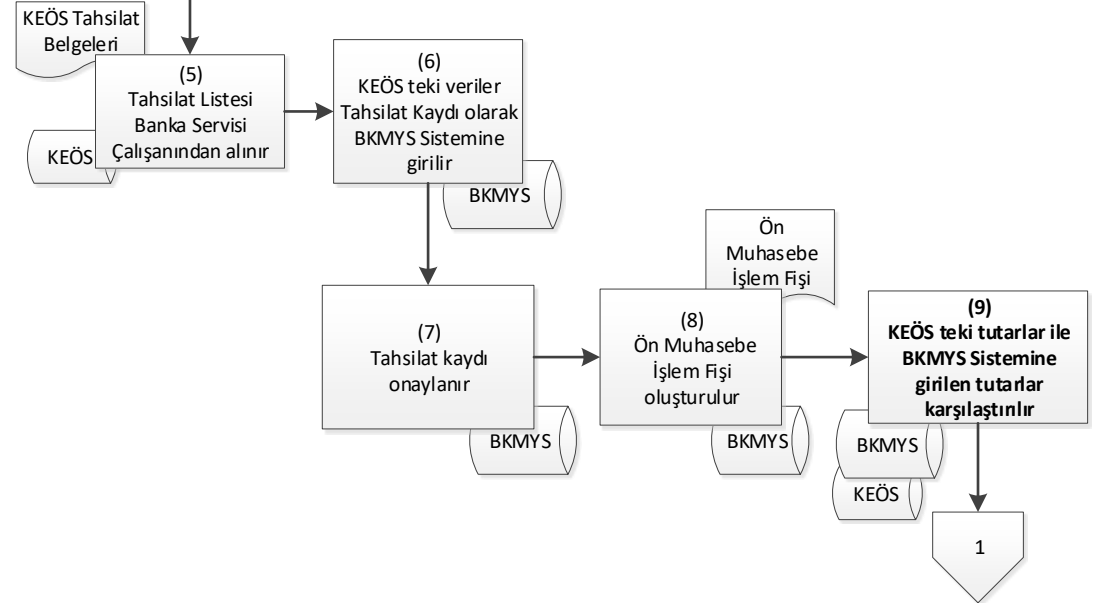 KEÖS Tahsilat
Belgeleri
(5)
Tahsilat Listesi
Banka Servisi
Çalışanından alınır
KEÖS
(6)
KEÖS teki veriler
Tahsilat Kaydı olarak
BKMYS Sistemine
girilir
BKMYS
(7)
Tahsilat kaydı
onaylanır
BKMYS
Ön
Muhasebe
İşlem Fişi
(8)
Ön Muhasebe
İşlem Fişi
oluşturulur
BKMYS
(9)
KEÖS teki tutarlar ile
BKMYS Sistemine
girilen tutarlar
karşılaştırılır
BKMYS
KEÖS
1